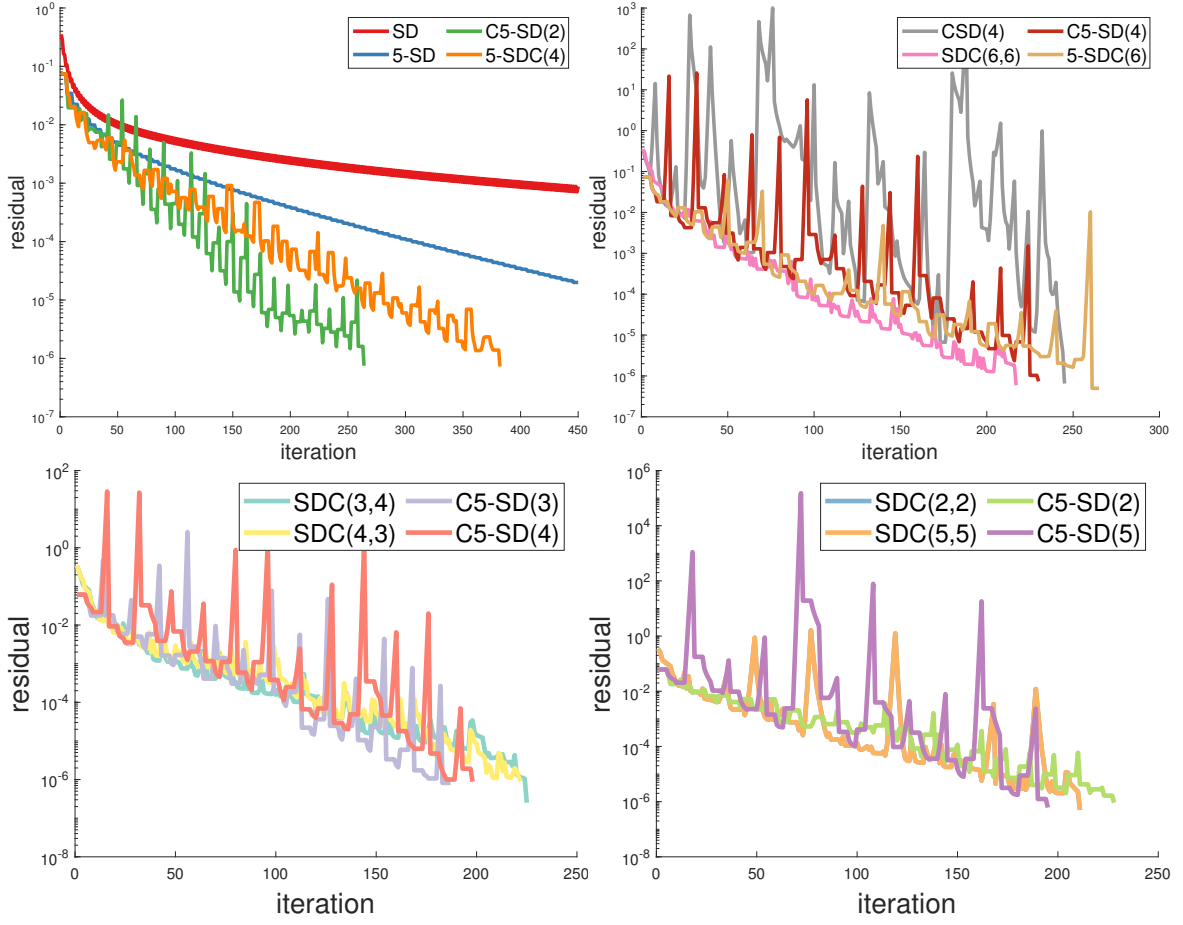 SD C5-SD(2)
5-SD 5-SDC(4)
10^0
10^-1
10^-2
10^-3
10^-4
10^-5
10^-6
10^-7
residual
0 50 100 150 200 250 300 350 400 450
iteration
CSD(4) C5-SD(4)
SDC(6,6) 5-SDC(6)
10^3
10^2
10^1
10^0
10^-1
10^-2
10^-3
10^-4
10^-5
10^-6
10^-7
residual
0 50 100 150 200 250 300
iteration
SDC(3,4) C5-SD(3)
SDC(4,3) C5-SD(4)
10^2
10^0
10^-2
10^-4
10^-6
10^-8
residual
0 50 100 150 200 250
iteration
SDC(2,2) C5-SD(2)
SDC(5,5) C5-SD(5)
10^6
10^4
10^2
10^0
10^-2
10^-4
10^-6
10^-8
residual
0 50 100 150 200 250
iteration